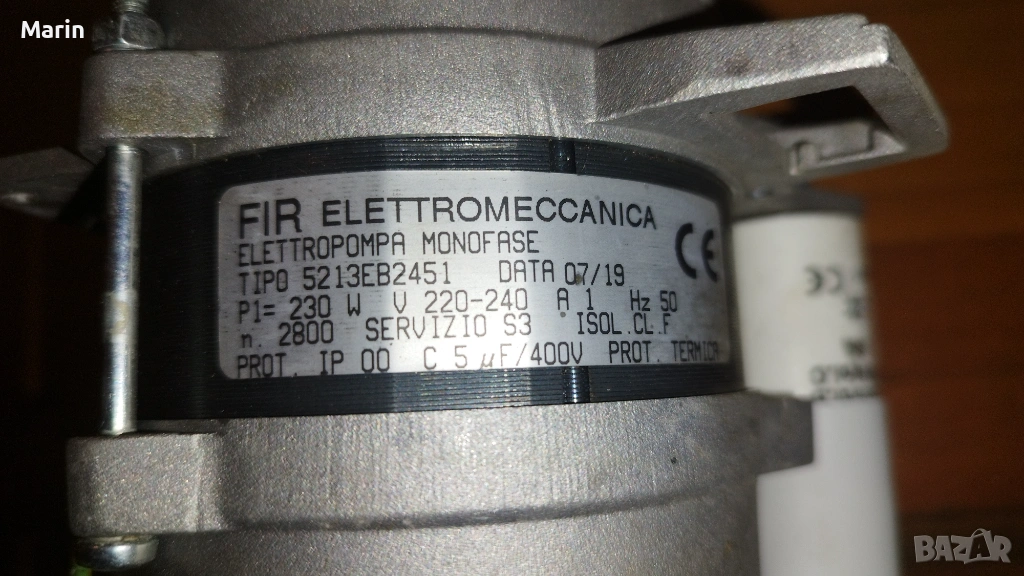 Marin
FIR ELETTROMECCANICA
ELETTROPOMPA MONOFASE
TIPO 5213EB2451 DATA 07/19
P1= 230 W V 220-240 A 1 Hz 50
n. 2800 SERVIZIO S3 ISOL.CL.F
PROT. IP 00 C 5 µF/400V PROT. TERMICA
CE
BAZAR